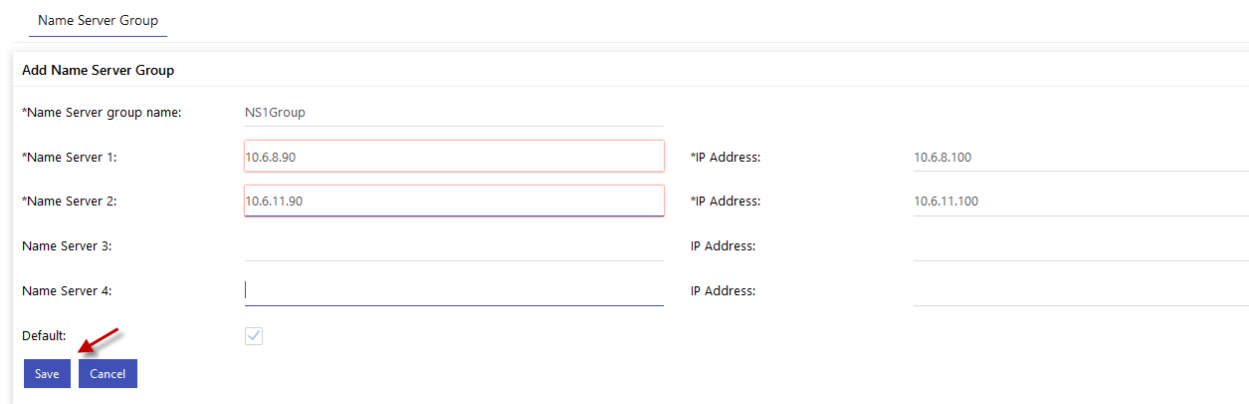 Name Server Group
Add Name Server Group
*Name Server group name: NS1Group
*Name Server 1: 10.6.8.90 *IP Address: 10.6.8.100
*Name Server 2: 10.6.11.90 *IP Address: 10.6.11.100
Name Server 3: IP Address:
Name Server 4: IP Address:
Default:
Save Cancel